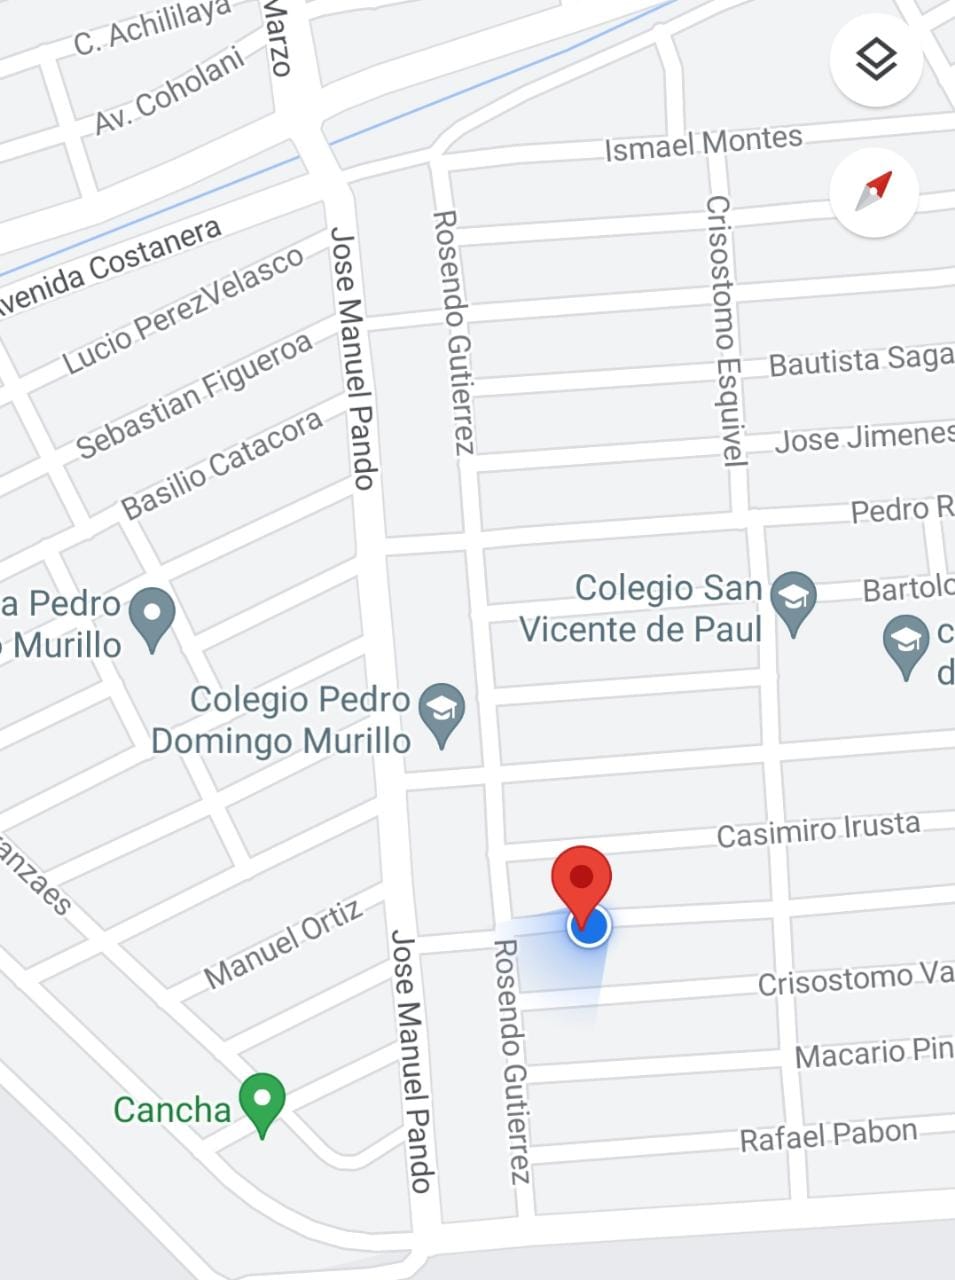 C. Achililaya
Marzo
Av. Coholani
Ismael Montes
Avenida Costanera
Lucio PerezVelasco
Sebastian Figueroa
Basilio Catacora
Jose Manuel Pando
Rosendo Gutierrez
Crisostomo Esquivel
Bautista Saga
Jose Jimenes
Pedro R
Bartolo
Colegio San
Vicente de Paul
a Pedro
o Murillo
C
d
Colegio Pedro
Domingo Murillo
Casimiro Irusta
anzaes
Manuel Ortiz
Jose Manuel Pando
Rosendo Gutierrez
Crisostomo Va
Macario Pin
Cancha
Rafael Pabon